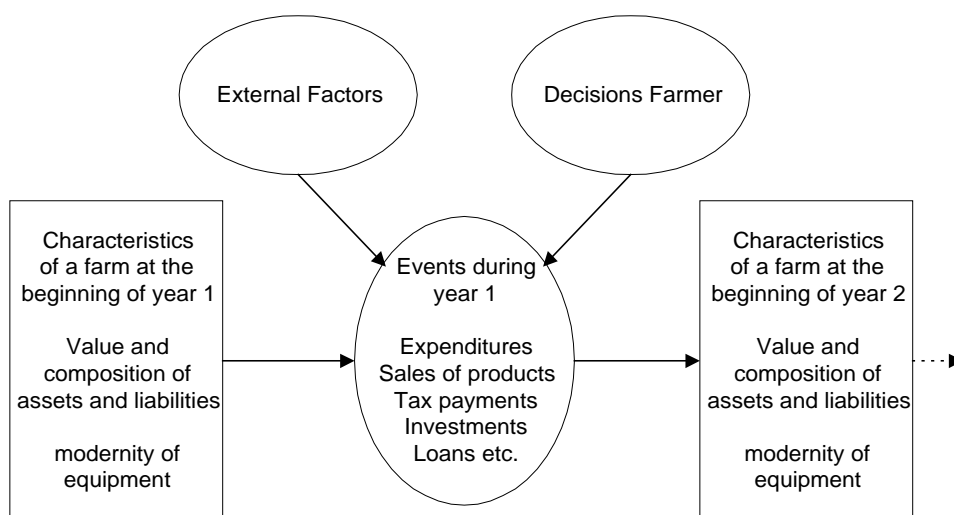 External Factors
Decisions Farmer
Characteristics
of a farm at the
beginning of year 1
Value and
composition of
assets and liabilities
modernity of
equipment
Events during
year 1
Expenditures
Sales of products
Tax payments
Investments
Loans etc.
Characteristics
of a farm at the
beginning of year 2
Value and
composition of
assets and liabilities
modernity of
equipment